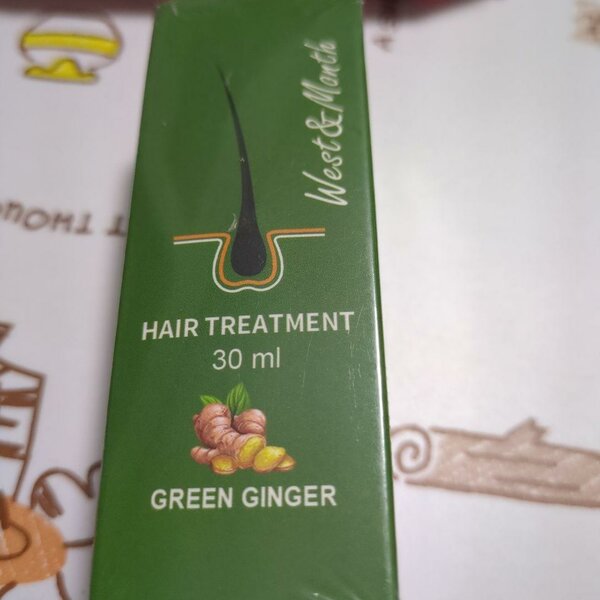 West&Month
HAIR TREATMENT
30 ml
GREEN GINGER